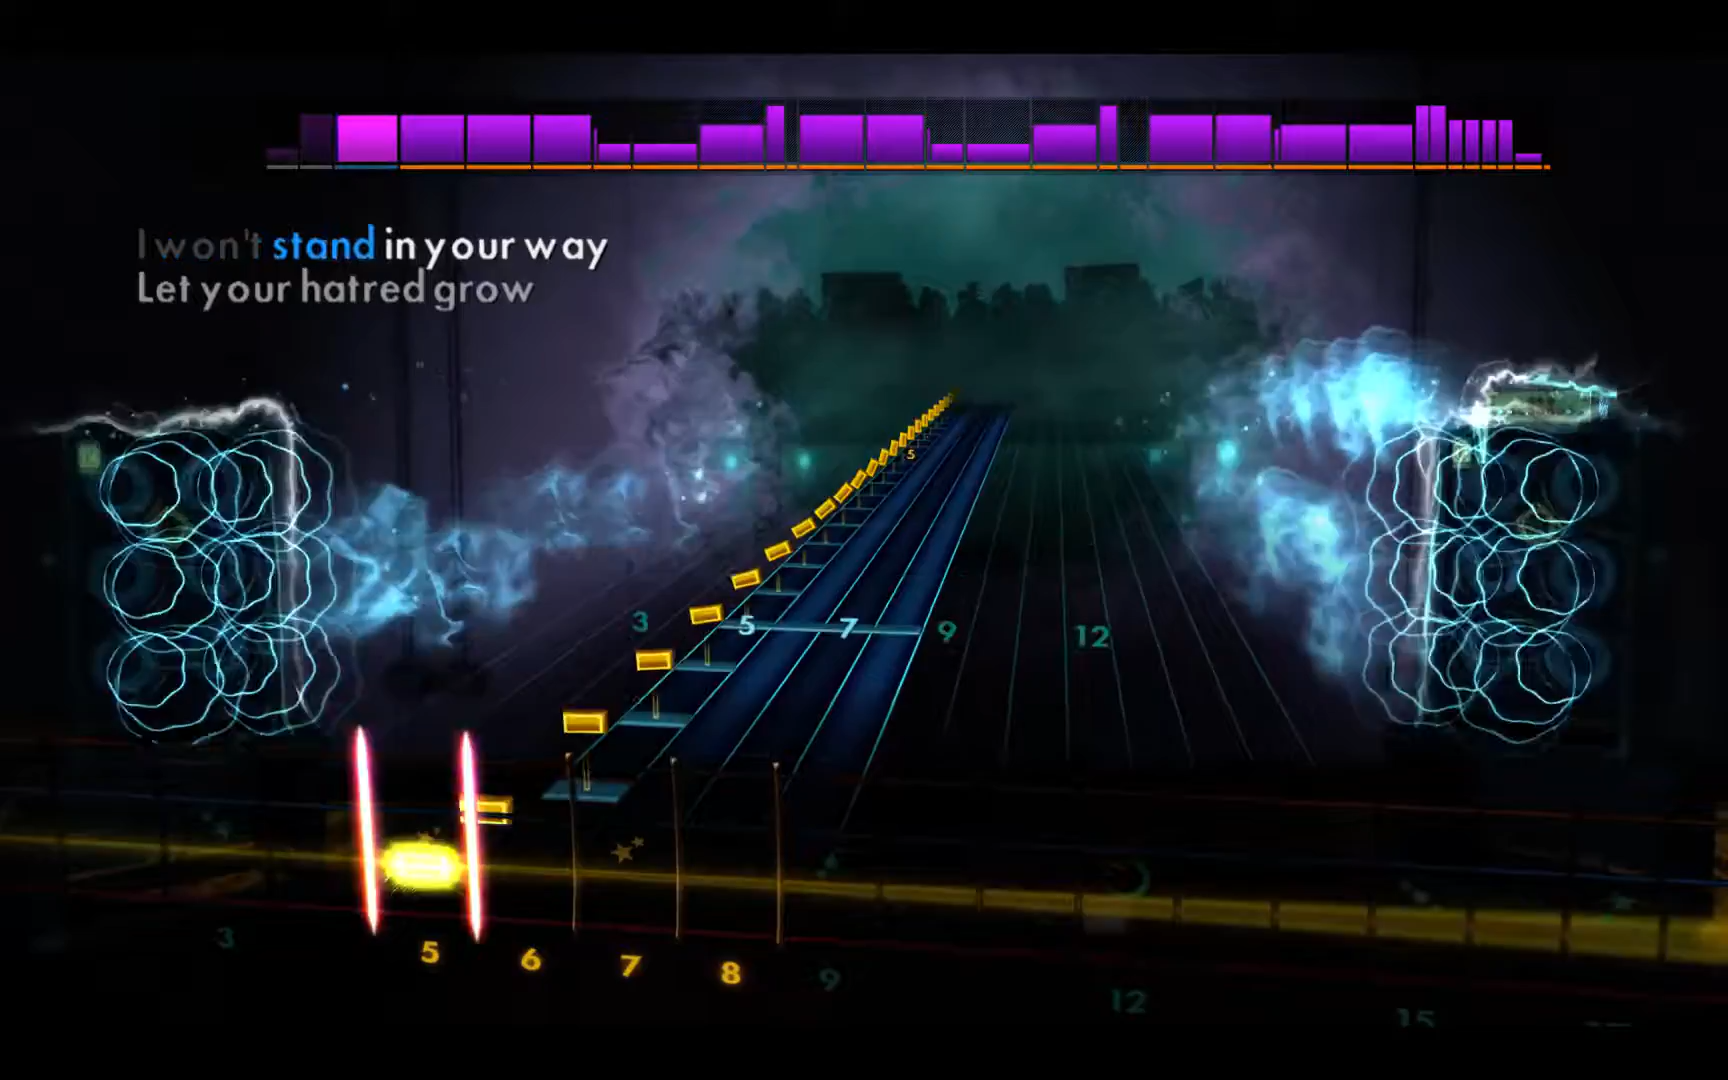 I won't stand in your way
Let your hatred grow
5
3 5 7 9 12
3 5 6 7 8 9 12 15